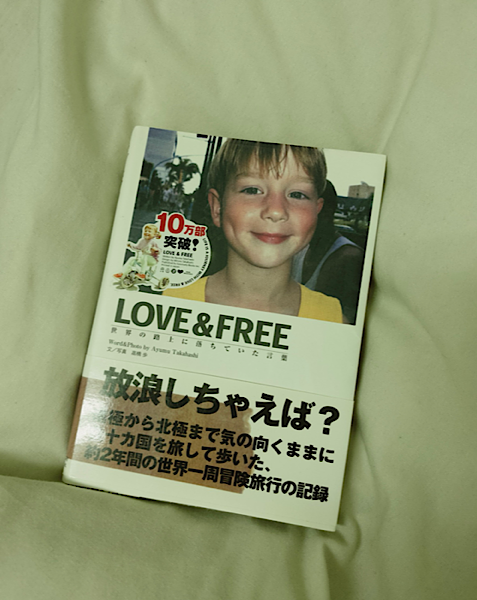 10万部
突破!
LOVE & FREE
LOVE&FREE
世界の路上に落ちていた言葉
Word&Photo by Ayumu Takahashi
文/写真 高橋 歩
放浪しちゃえば?
極から北極まで気の向くままに
十カ国を旅して歩いた、
約2年間の世界一周冒険旅行の記録